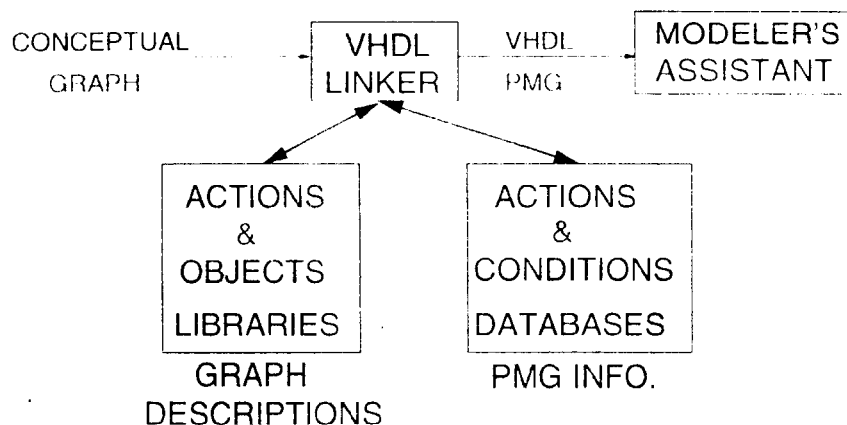 CONCEPTUAL
GRAPH
VHDL
LINKER
VHDL
PMG
MODELER'S
ASSISTANT
ACTIONS
&
OBJECTS
LIBRARIES
GRAPH
DESCRIPTIONS
ACTIONS
&
CONDITIONS
DATABASES
PMG INFO.